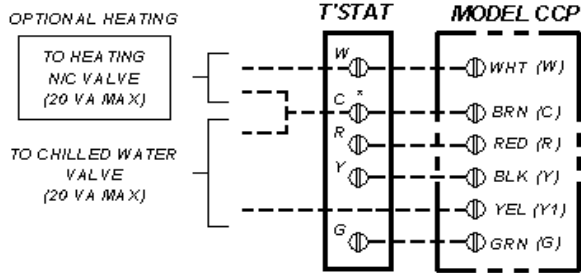 OPTIONAL HEATING
T'STAT
MODEL CCP
TO HEATING
N/C VALVE
(20 VA MAX)
TO CHILLED WATER
VALVE
(20 VA MAX)
W
WHT (W)
C *
BRN (C)
R
RED (R)
Y
BLK (Y)
YEL (Y1)
G
GRN (G)